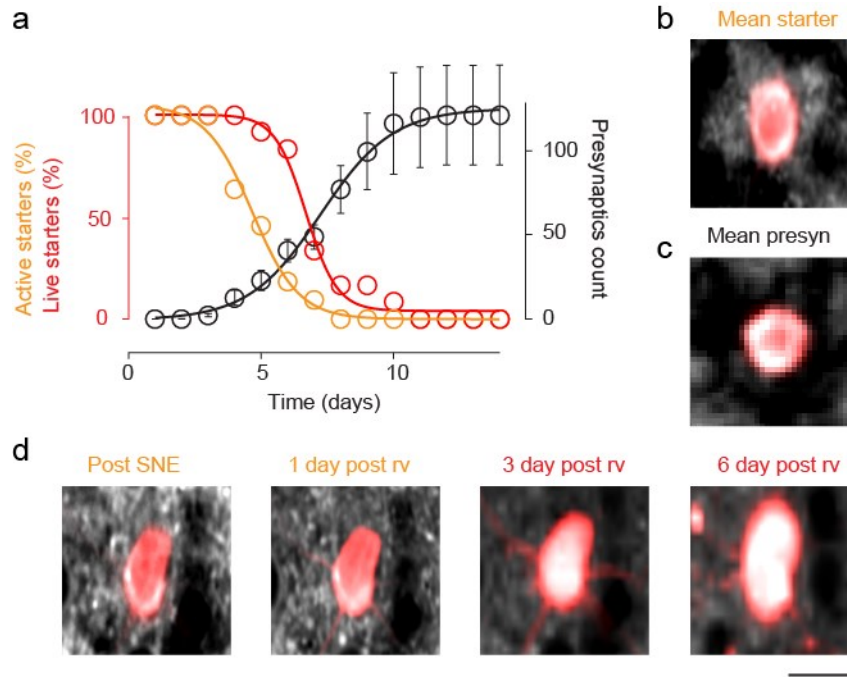 a
Active starters (%)
Live starters (%)
100
50
0
Presynaptics count
100
50
0
0
5
10
Time (days)
b
Mean starter
c
Mean presyn
d
Post SNE
1 day post rv
3 day post rv
6 day post rv